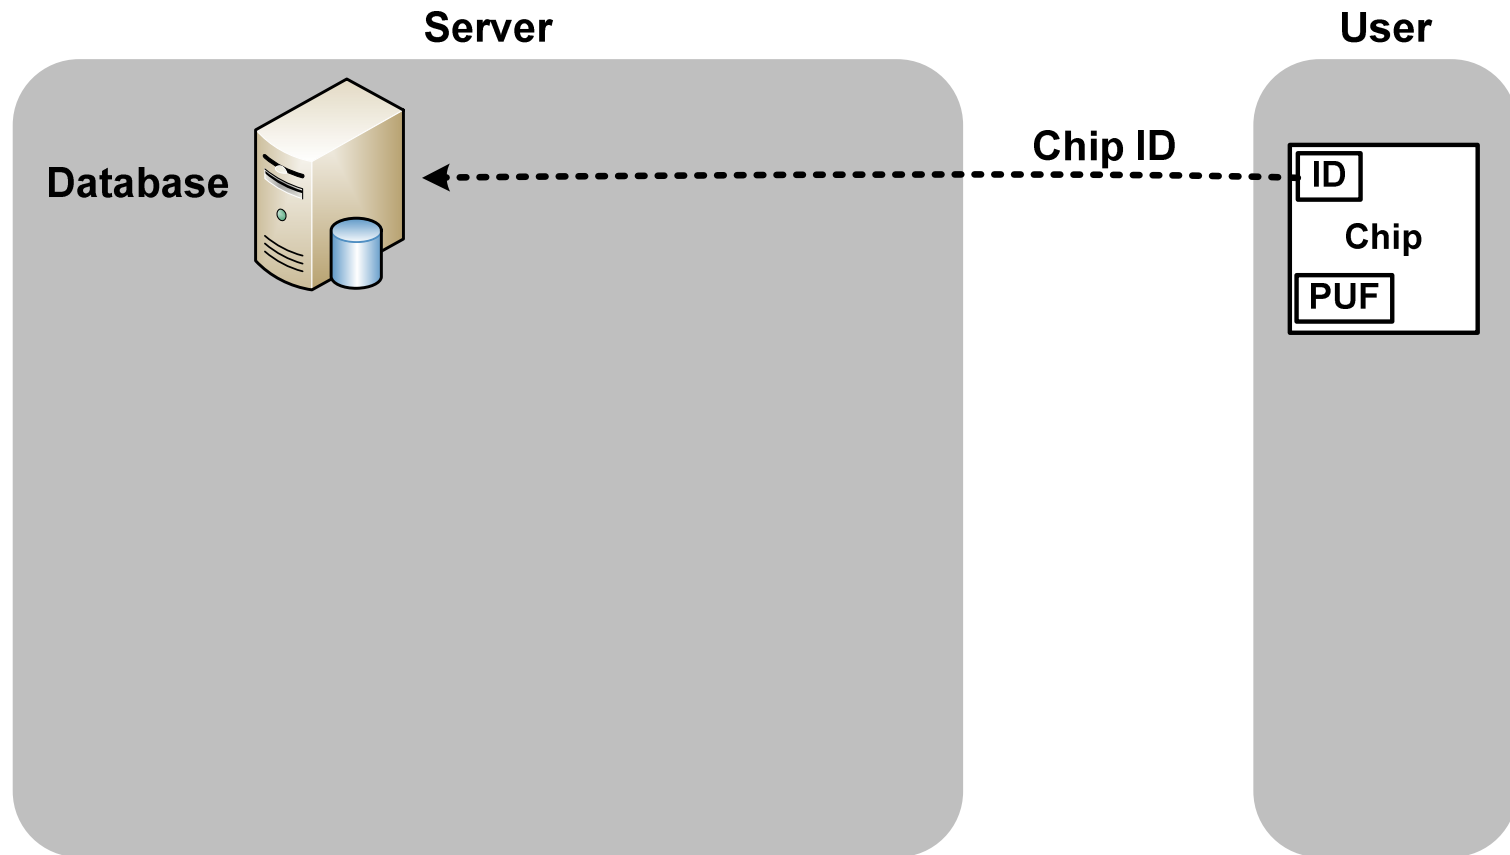 Server
User
Database
Chip ID
ID
Chip
PUF